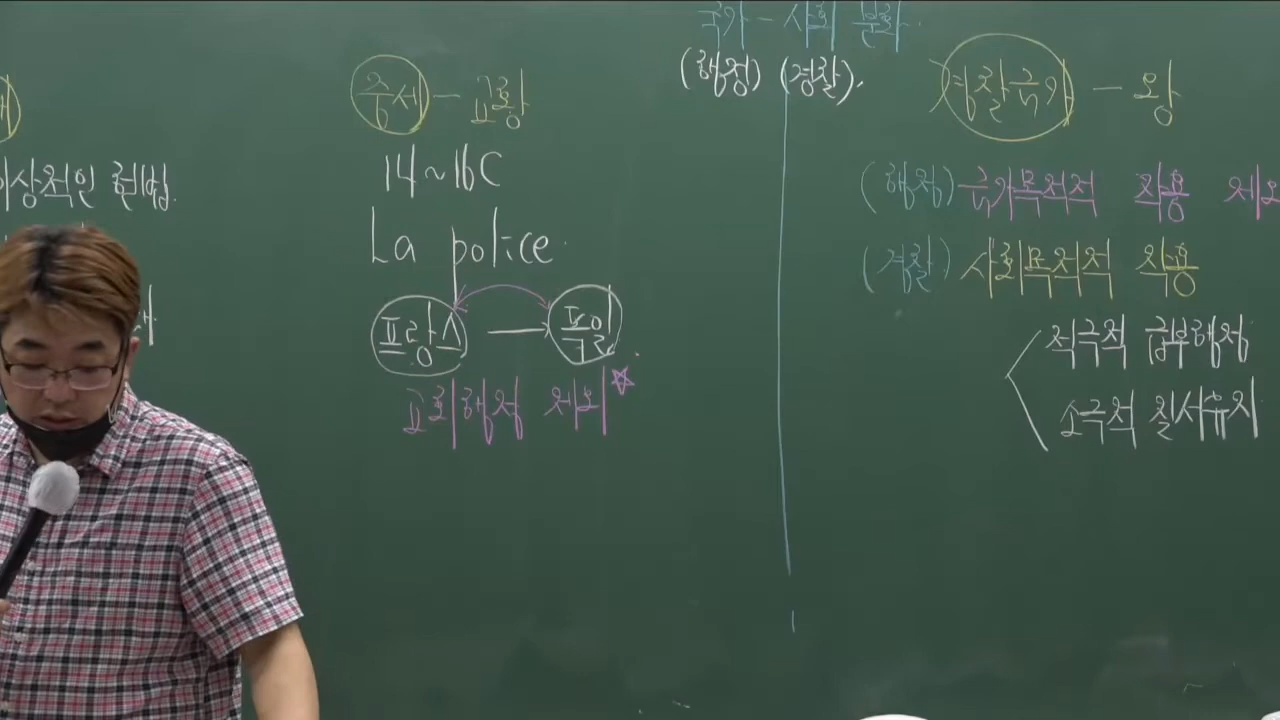 이상적인 헌법.
중세 - 교황
14~16C
La police.
프랑스 → 독일
교회행정 제외 ☆
국가 - 사회 분화.
(행정) (경찰).
경찰국가 - 왕
(행정) 국가목적적 작용 제외
(경찰) 사회목적적 작용
적극적 급부행정
소극적 질서유지